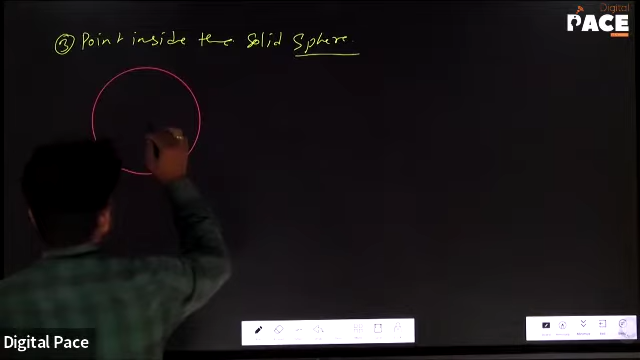 Digital
PACE
③ Point inside the solid Sphere.
Digital Pace